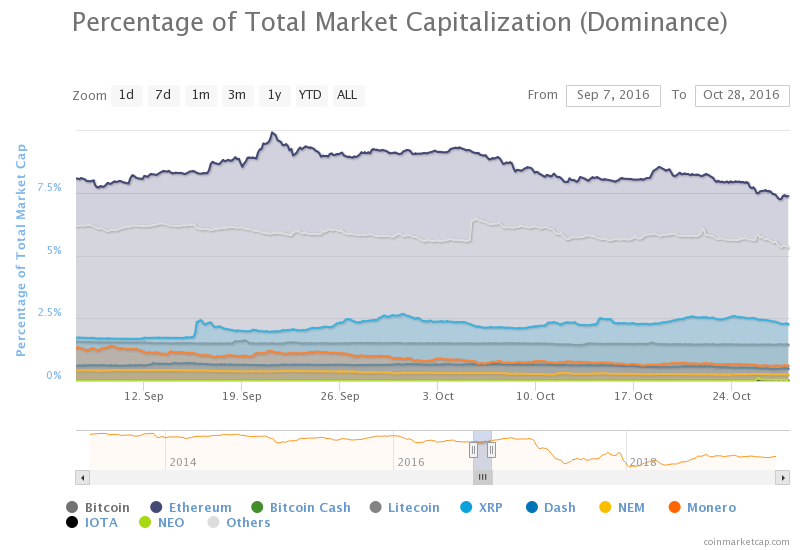 Percentage of Total Market Capitalization (Dominance)
Zoom 1d 7d 1m 3m 1y YTD ALL From Sep 7, 2016 To Oct 28, 2016
Percentage of Total Market Cap
7.5%
5%
2.5%
0%
12. Sep 19. Sep 26. Sep 3. Oct 10. Oct 17. Oct 24. Oct
2014 2016 2018
Bitcoin Ethereum Bitcoin Cash Litecoin XRP Dash NEM Monero
IOTA NEO Others
coinmarketcap.com